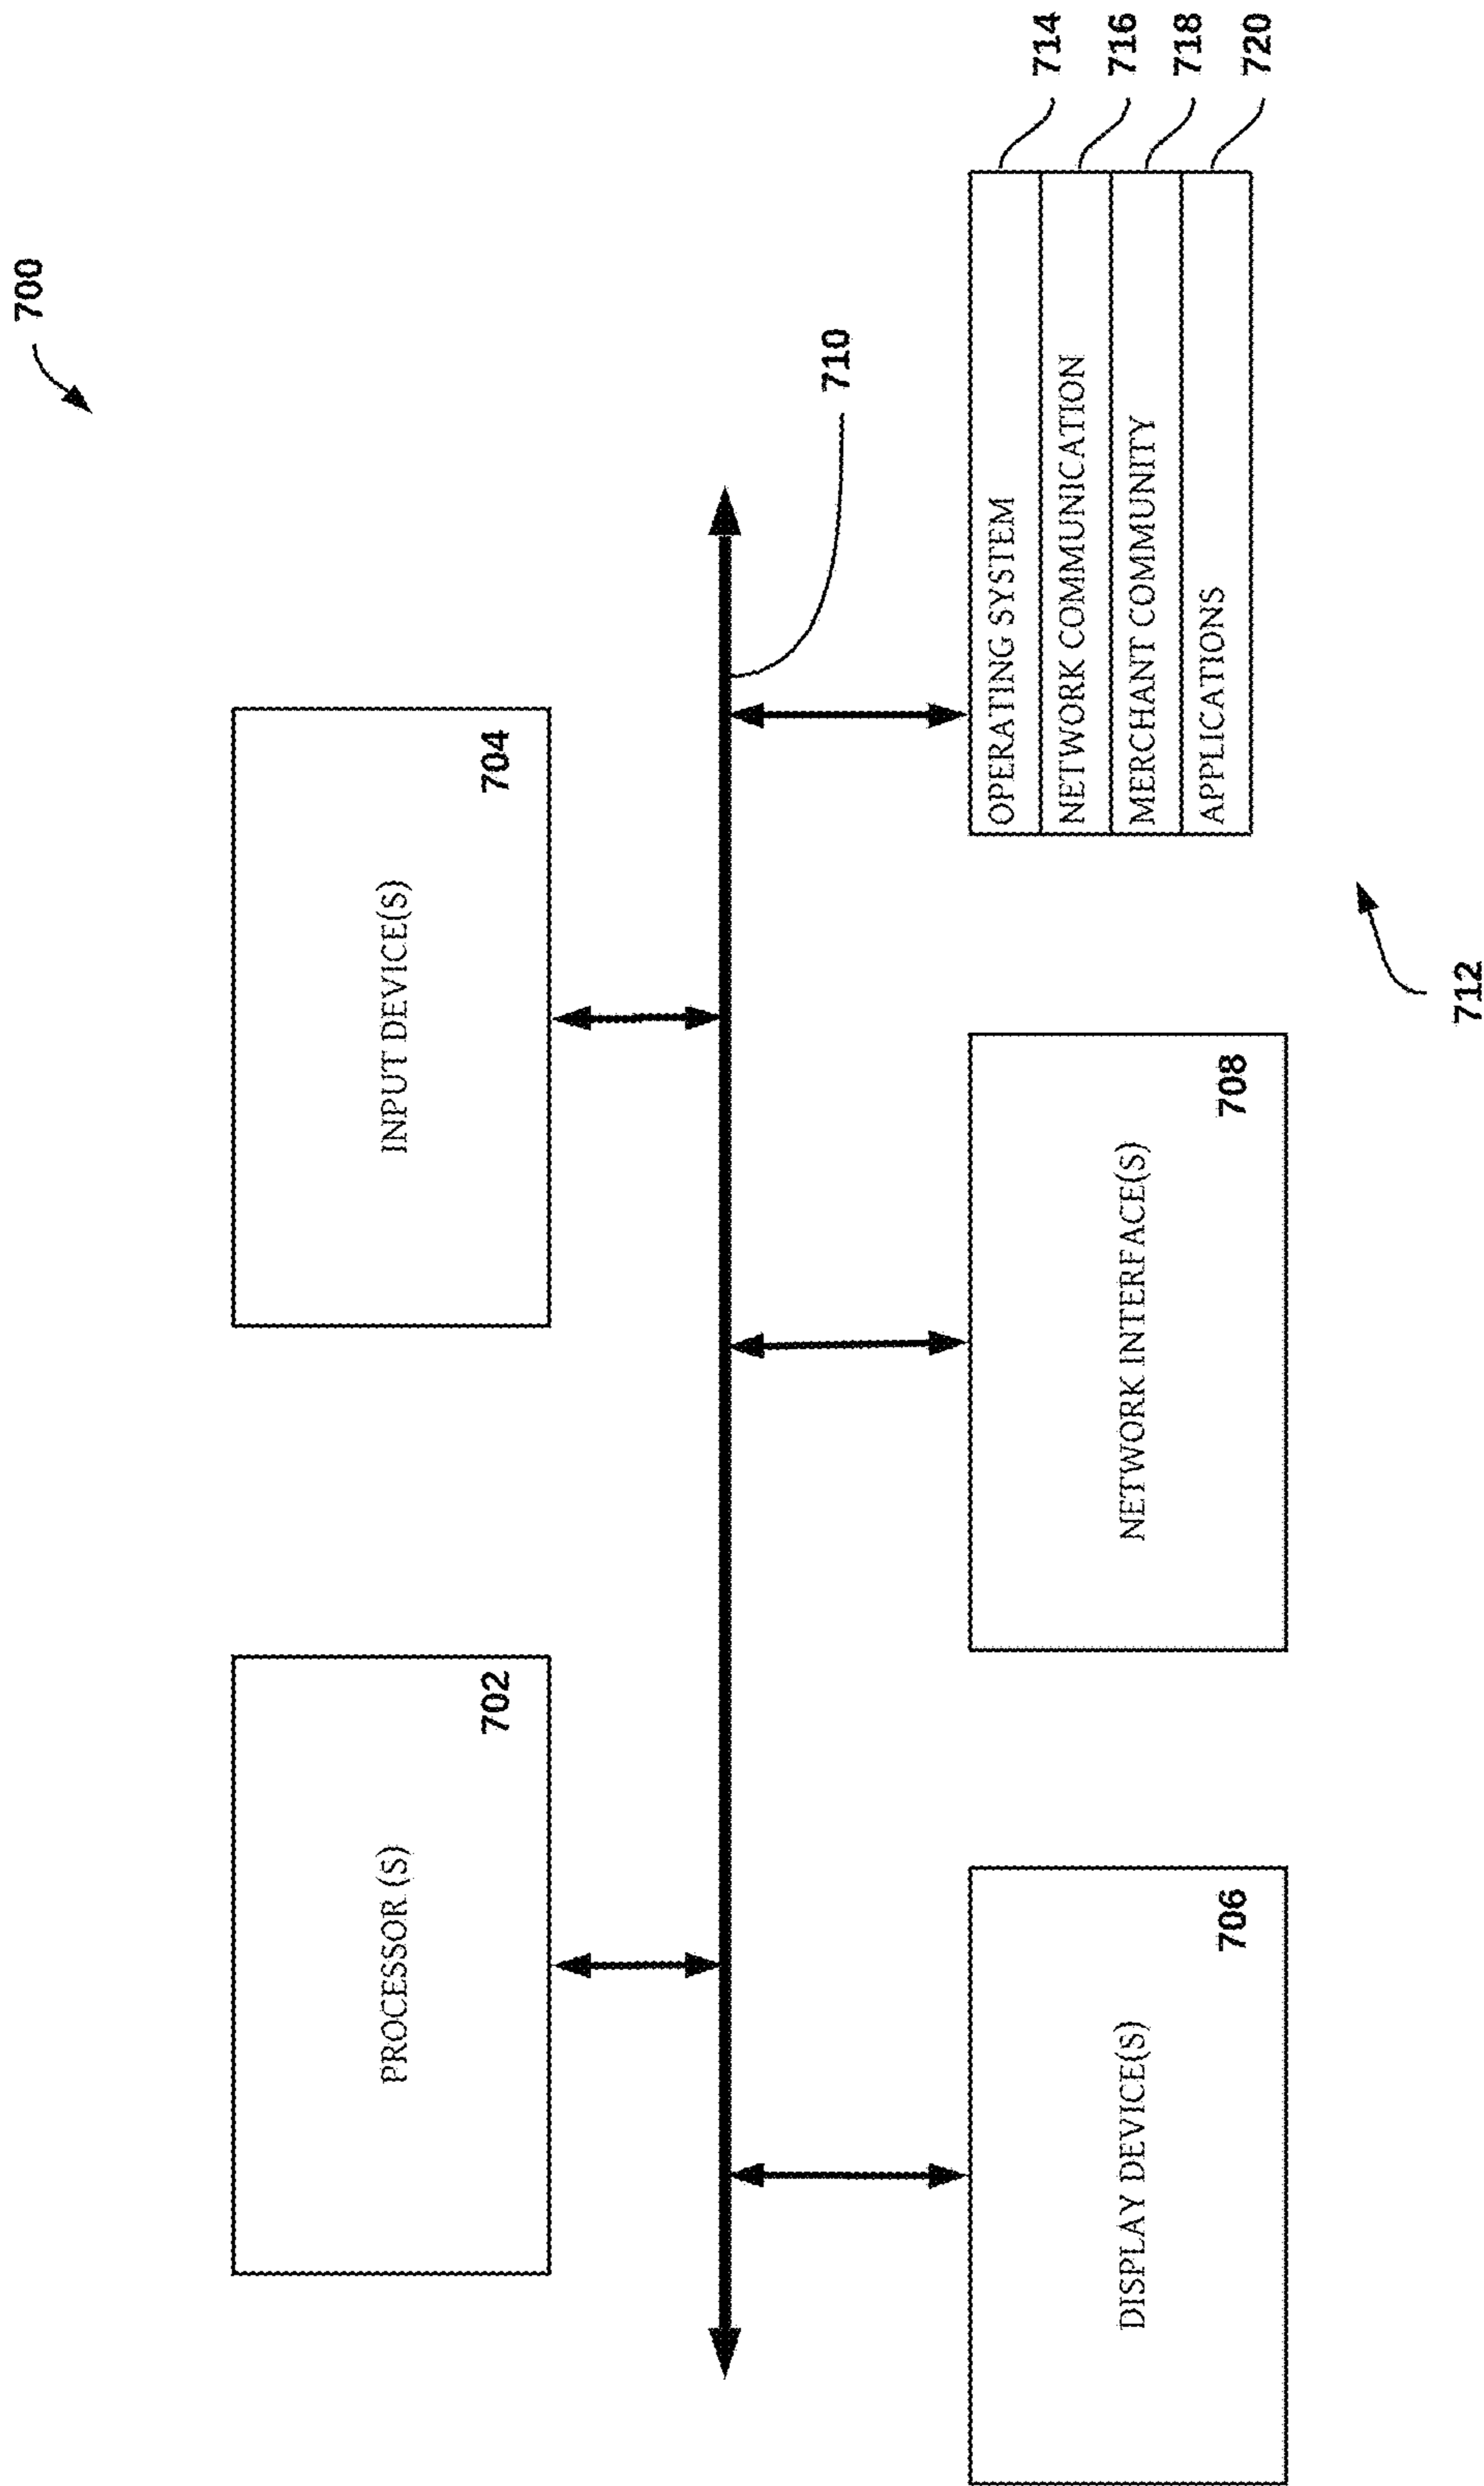 700
PROCESSOR (S)
702
INPUT DEVICE(S)
704
710
DISPLAY DEVICE(S)
706
NETWORK INTERFACE(S)
708
OPERATING SYSTEM
714
NETWORK COMMUNICATION
716
MERCHANT COMMUNITY
718
APPLICATIONS
720
712